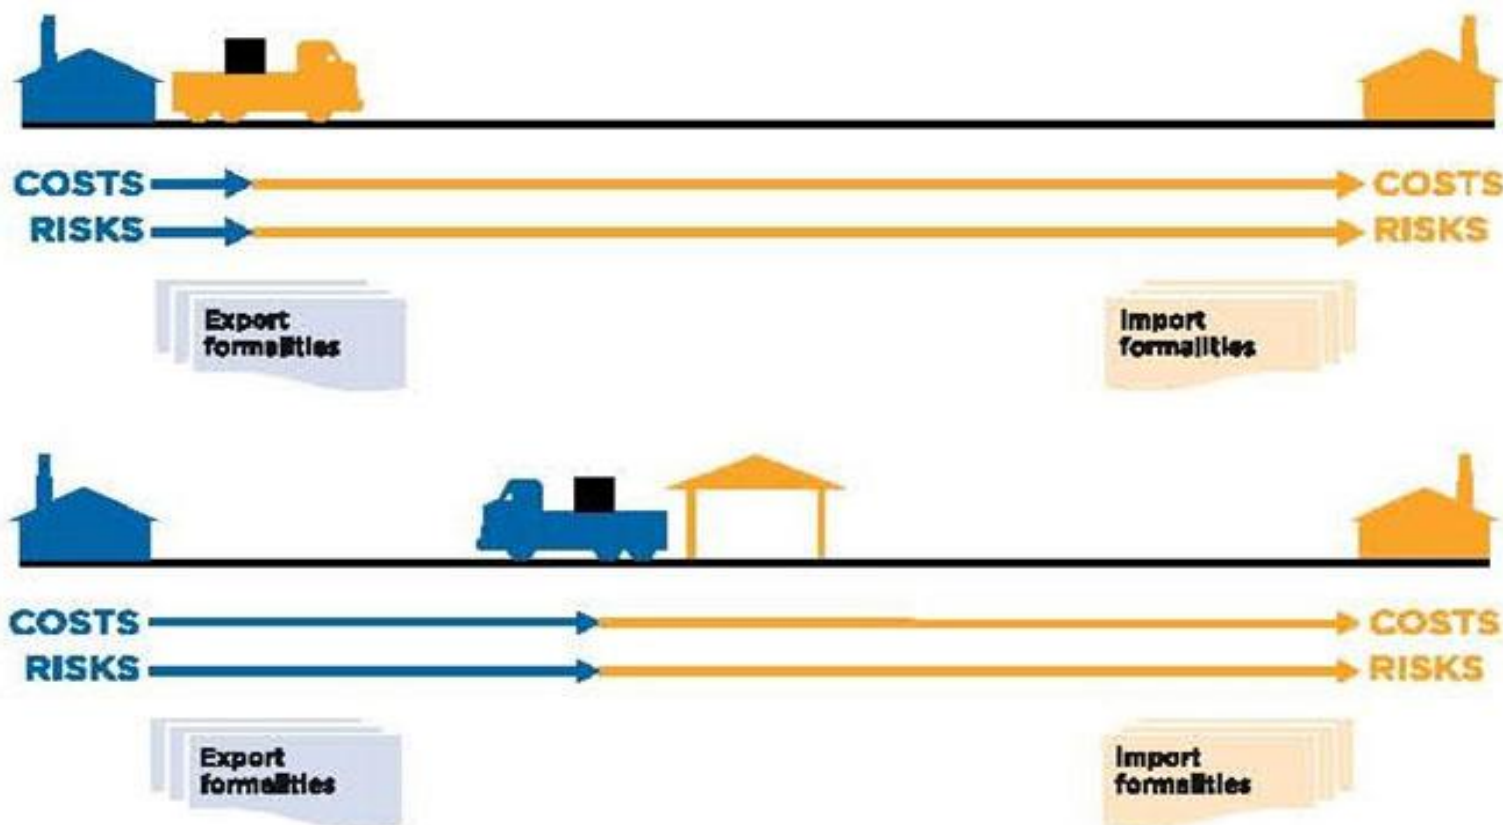 COSTS COSTS
RISKS RISKS
Export
formalities
Import
formalities
COSTS COSTS
RISKS RISKS
Export
formalities
Import
formalities